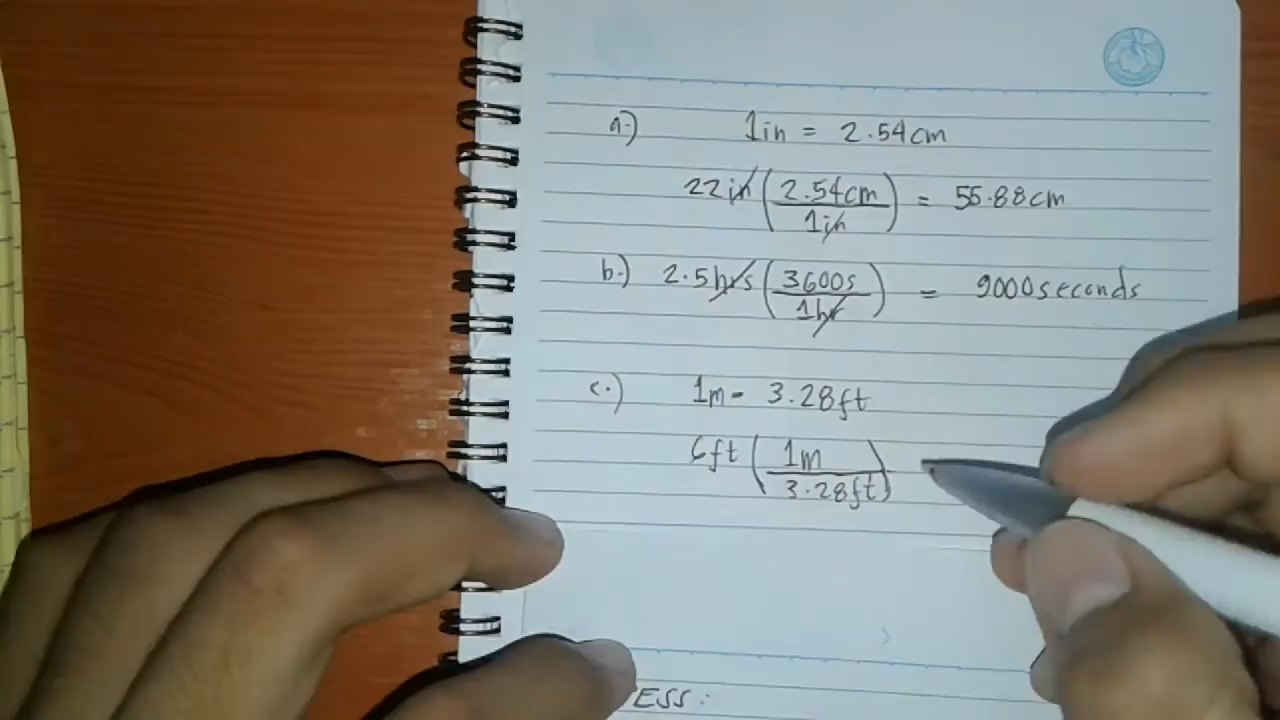 a.) 1in = 2.54cm
22in (2.54cm / 1in) = 55.88cm
b.) 2.5hrs (3600s / 1hr) = 9000seconds
c.) 1m = 3.28ft
6ft (1m / 3.28ft)
ESS: